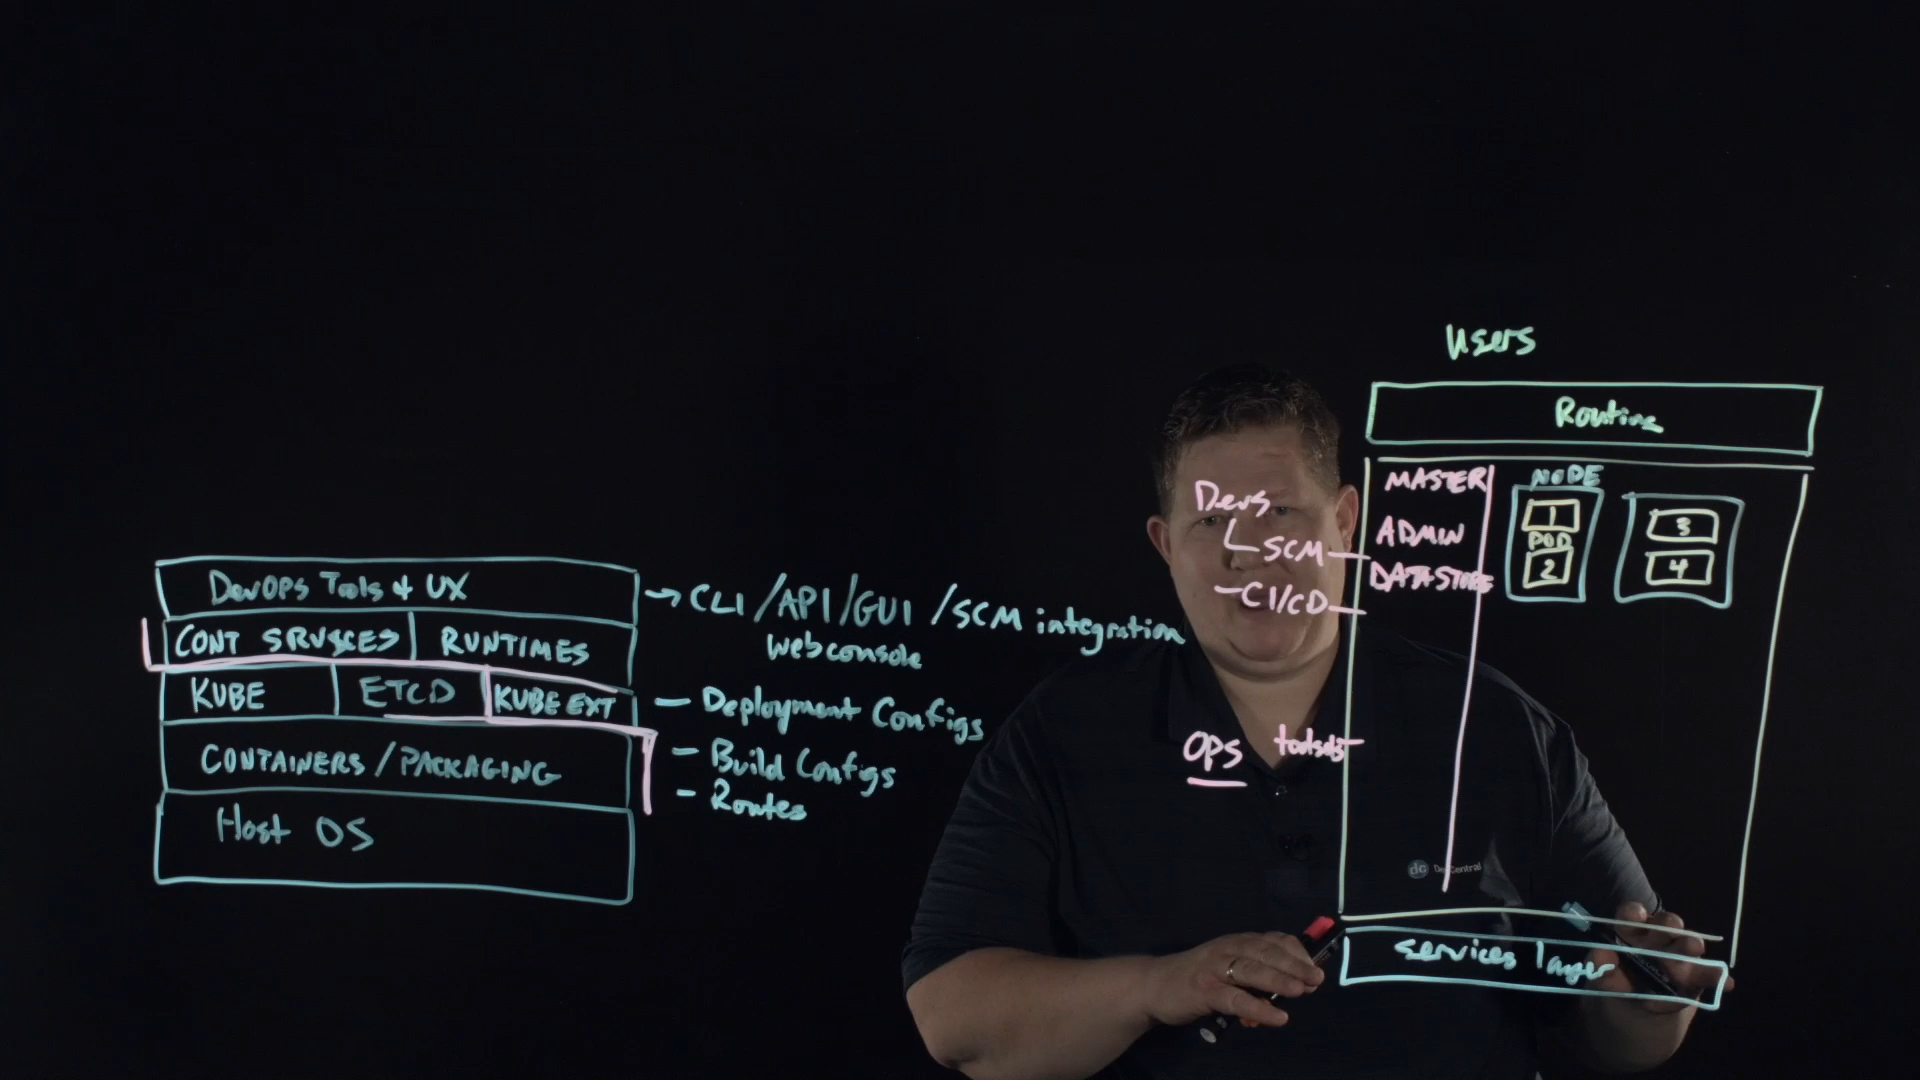 DevOps Tools & UX
CONT SRVSCES RUNTIMES
KUBE ETCD KUBE EXT
CONTAINERS / PACKAGING
Host OS
→ CLI / API / GUI / SCM integration
webconsole
- Deployment Configs
- Build Configs
- Routes
Users
Routing
Devs
SCM
- CI/CD
OPS toolsets
MASTER
ADMIN
DATASTORE
NODE
1
POD
2
3
4
DevCentral
services layer